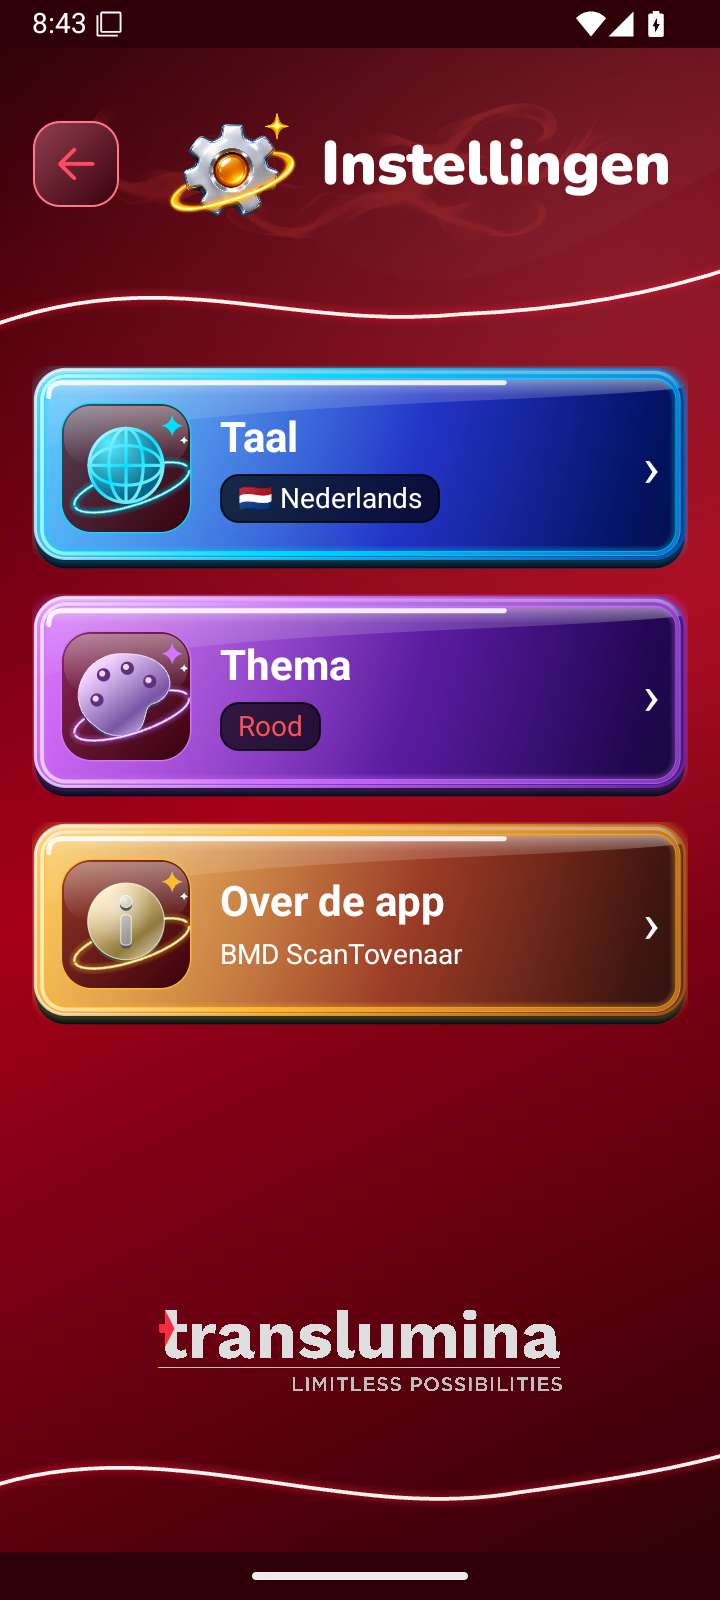 8:43
Instellingen
Taal
🇳🇱 Nederlands
Thema
Rood
Over de app
BMD ScanTovenaar
translumina
LIMITLESS POSSIBILITIES